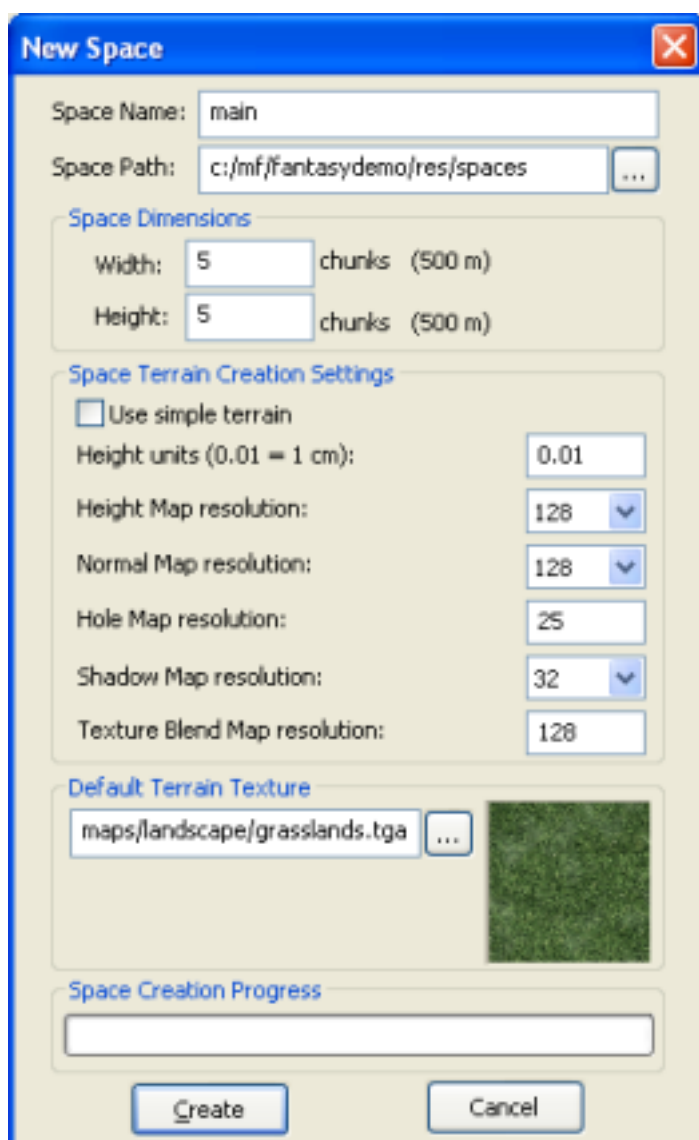 New Space
Space Name: main
Space Path: c:/mf/fantasydemo/res/spaces ...
Space Dimensions
Width: 5 chunks (500 m)
Height: 5 chunks (500 m)
Space Terrain Creation Settings
Use simple terrain
Height units (0.01 = 1 cm): 0.01
Height Map resolution: 128
Normal Map resolution: 128
Hole Map resolution: 25
Shadow Map resolution: 32
Texture Blend Map resolution: 128
Default Terrain Texture
maps/landscape/grasslands.tga ...
Space Creation Progress
Create Cancel